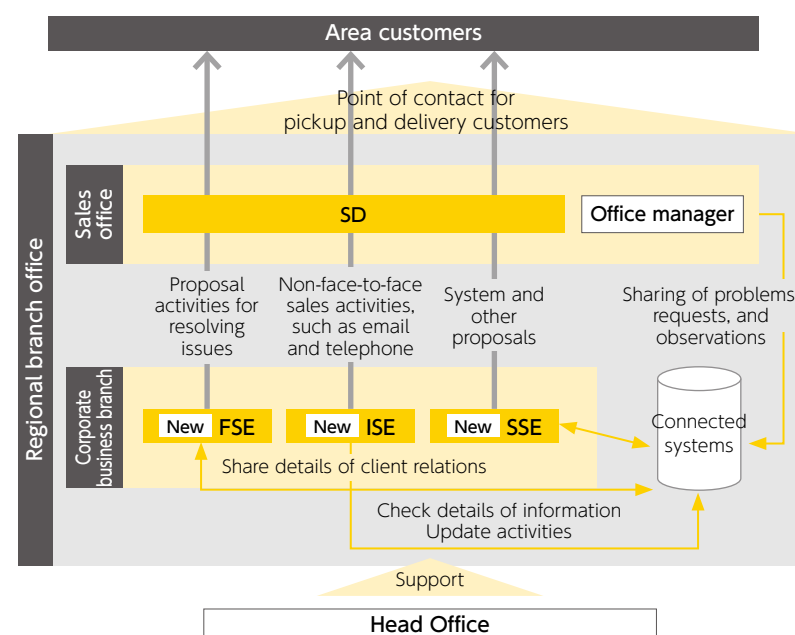 Area customers
Point of contact for
pickup and delivery customers
Regional branch office
Sales
office
SD
Office manager
Proposal
activities for
resolving
issues
Non-face-to-face
sales activities,
such as email
and telephone
System and
other
proposals
Sharing of problems
requests, and
observations
Corporate
business branch
New FSE
New ISE
New SSE
Connected
systems
Share details of client relations
Check details of information
Update activities
Support
Head Office